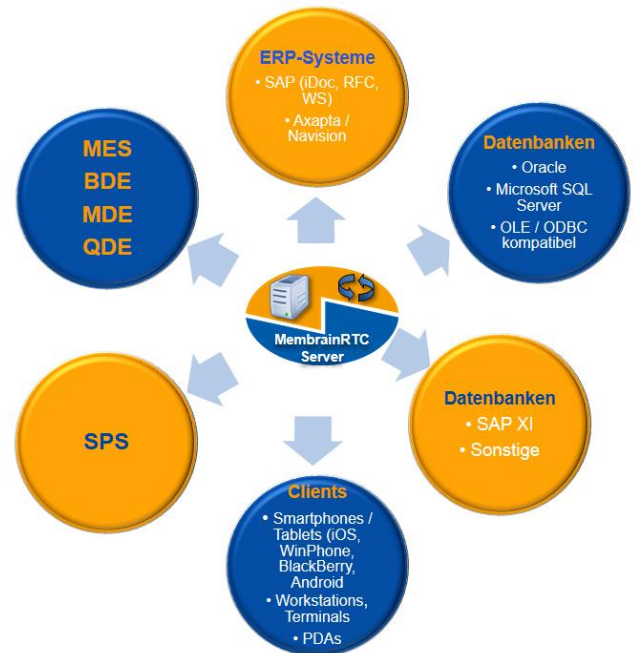 ERP-Systeme
• SAP (iDoc, RFC,
WS)
• Axapta /
Navision
MES
BDE
MDE
QDE
Datenbanken
• Oracle
• Microsoft SQL
Server
• OLE / ODBC
kompatibel
MembrainRTC
Server
SPS
Datenbanken
• SAP XI
• Sonstige
Clients
• Smartphones /
Tablets (iOS,
WinPhone,
BlackBerry,
Android
• Workstations,
Terminals
• PDAs